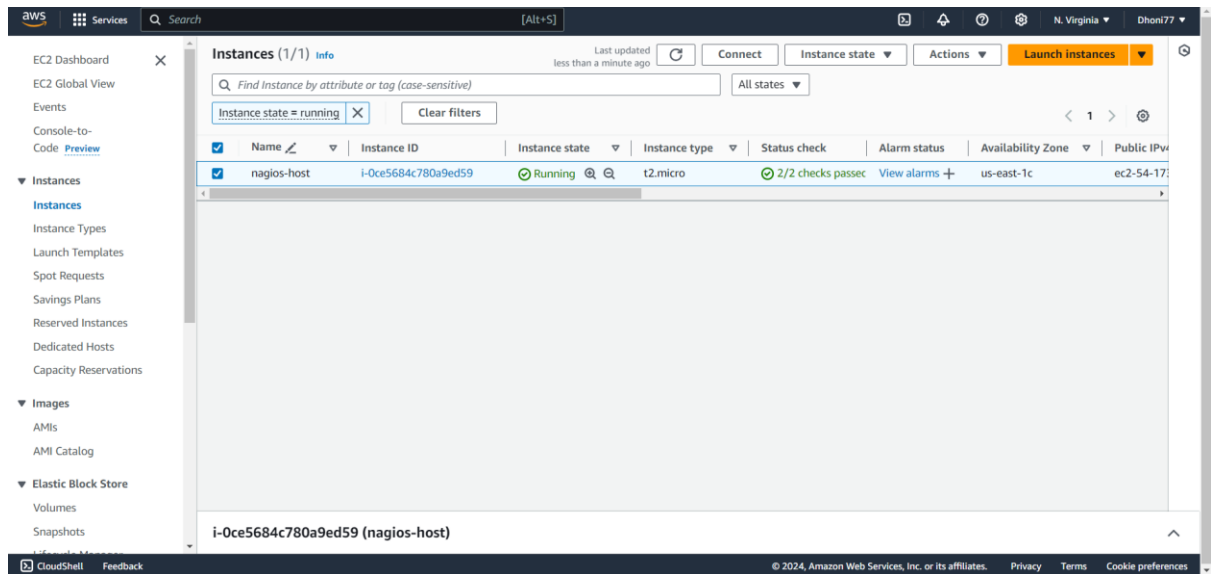 aws Services Search [Alt+S] N. Virginia Dhoni77
EC2 Dashboard
EC2 Global View
Events
Console-to-
Code Preview
Instances
Instances
Instance Types
Launch Templates
Spot Requests
Savings Plans
Reserved Instances
Dedicated Hosts
Capacity Reservations
Images
AMIs
AMI Catalog
Elastic Block Store
Volumes
Snapshots
Lifecycle Manager
Instances (1/1) Info
Last updated
less than a minute ago
Connect Instance state Actions Launch instances
Find Instance by attribute or tag (case-sensitive) All states
Instance state = running Clear filters 1
Name Instance ID Instance state Instance type Status check Alarm status Availability Zone Public IPv4
nagios-host i-0ce5684c780a9ed59 Running t2.micro 2/2 checks passec View alarms us-east-1c ec2-54-17
i-0ce5684c780a9ed59 (nagios-host)
CloudShell Feedback © 2024, Amazon Web Services, Inc. or its affiliates. Privacy Terms Cookie preferences